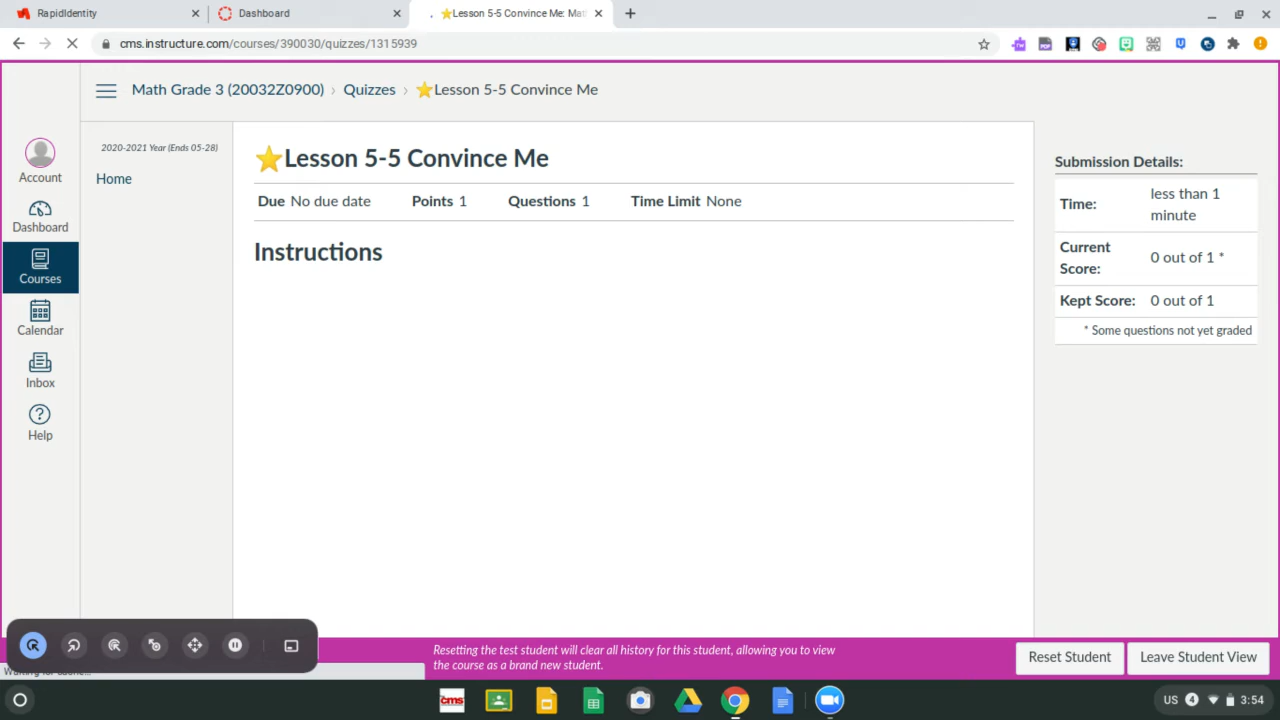 RapidIdentity
Dashboard
⭐Lesson 5-5 Convince Me: Mat
cms.instructure.com/courses/390030/quizzes/1315939
Math Grade 3 (20032Z0900) › Quizzes › ⭐Lesson 5-5 Convince Me
Account
Dashboard
Courses
Calendar
Inbox
Help
2020-2021 Year (Ends 05-28)
Home
⭐Lesson 5-5 Convince Me
Due No due date Points 1 Questions 1 Time Limit None
Instructions
Submission Details:
Time: less than 1
minute
Current
Score: 0 out of 1 *
Kept Score: 0 out of 1
* Some questions not yet graded
Resetting the test student will clear all history for this student, allowing you to view
the course as a brand new student.
Reset Student
Leave Student View
cms
US 4 3:54